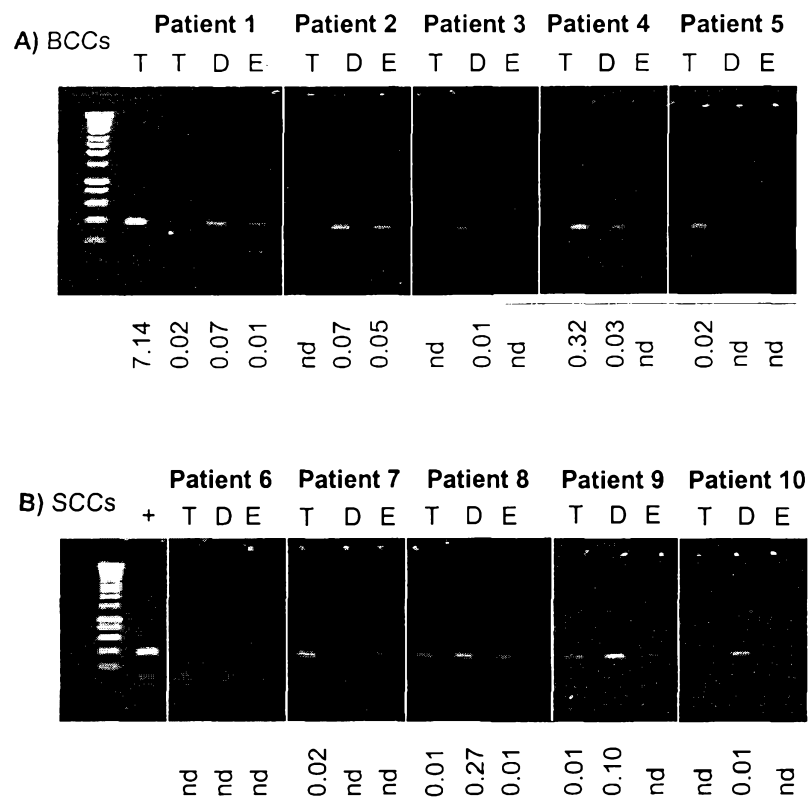 Patient 1 Patient 2 Patient 3 Patient 4 Patient 5
A) BCCs
T T D E T D E T D E T D E T D E
7.14 0.02 0.07 0.01 nd 0.07 0.05 nd 0.01 nd 0.32 0.03 nd 0.02 nd nd
Patient 6 Patient 7 Patient 8 Patient 9 Patient 10
B) SCCs
+ T D E T D E T D E T D E T D E
nd nd nd 0.02 nd nd 0.01 0.27 0.01 0.01 0.10 nd nd 0.01 nd